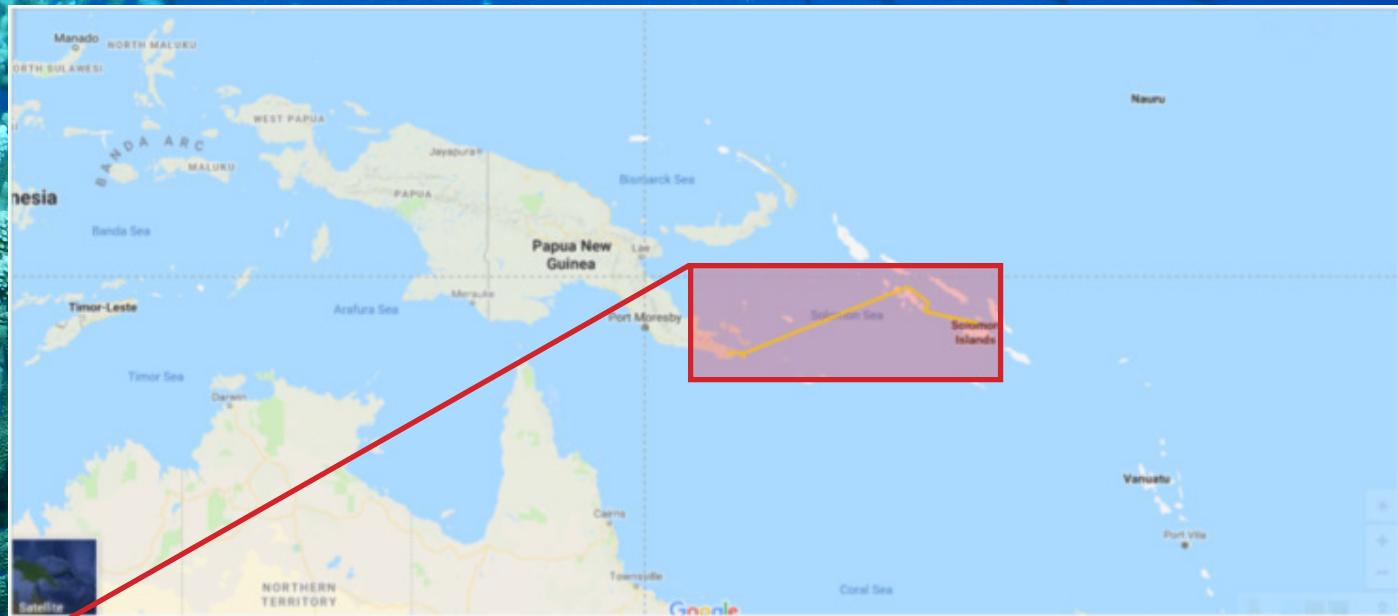 Manado
NORTH MALUKU
ORTH SULAWESI
WEST PAPUA
BANDA ARC
MALUKU
nesia
Banda Sea
Timor-Leste
Timor Sea
Arafura Sea
Jayapura
PAPUA
Merauke
Papua New
Guinea
Lae
Port Moresby
Bismarck Sea
Nauru
Solomon Sea
Solomon
Islands
Darwin
NORTHERN
TERRITORY
Cairns
Townsville
Coral Sea
Vanuatu
Port Vila
Satellite
Google